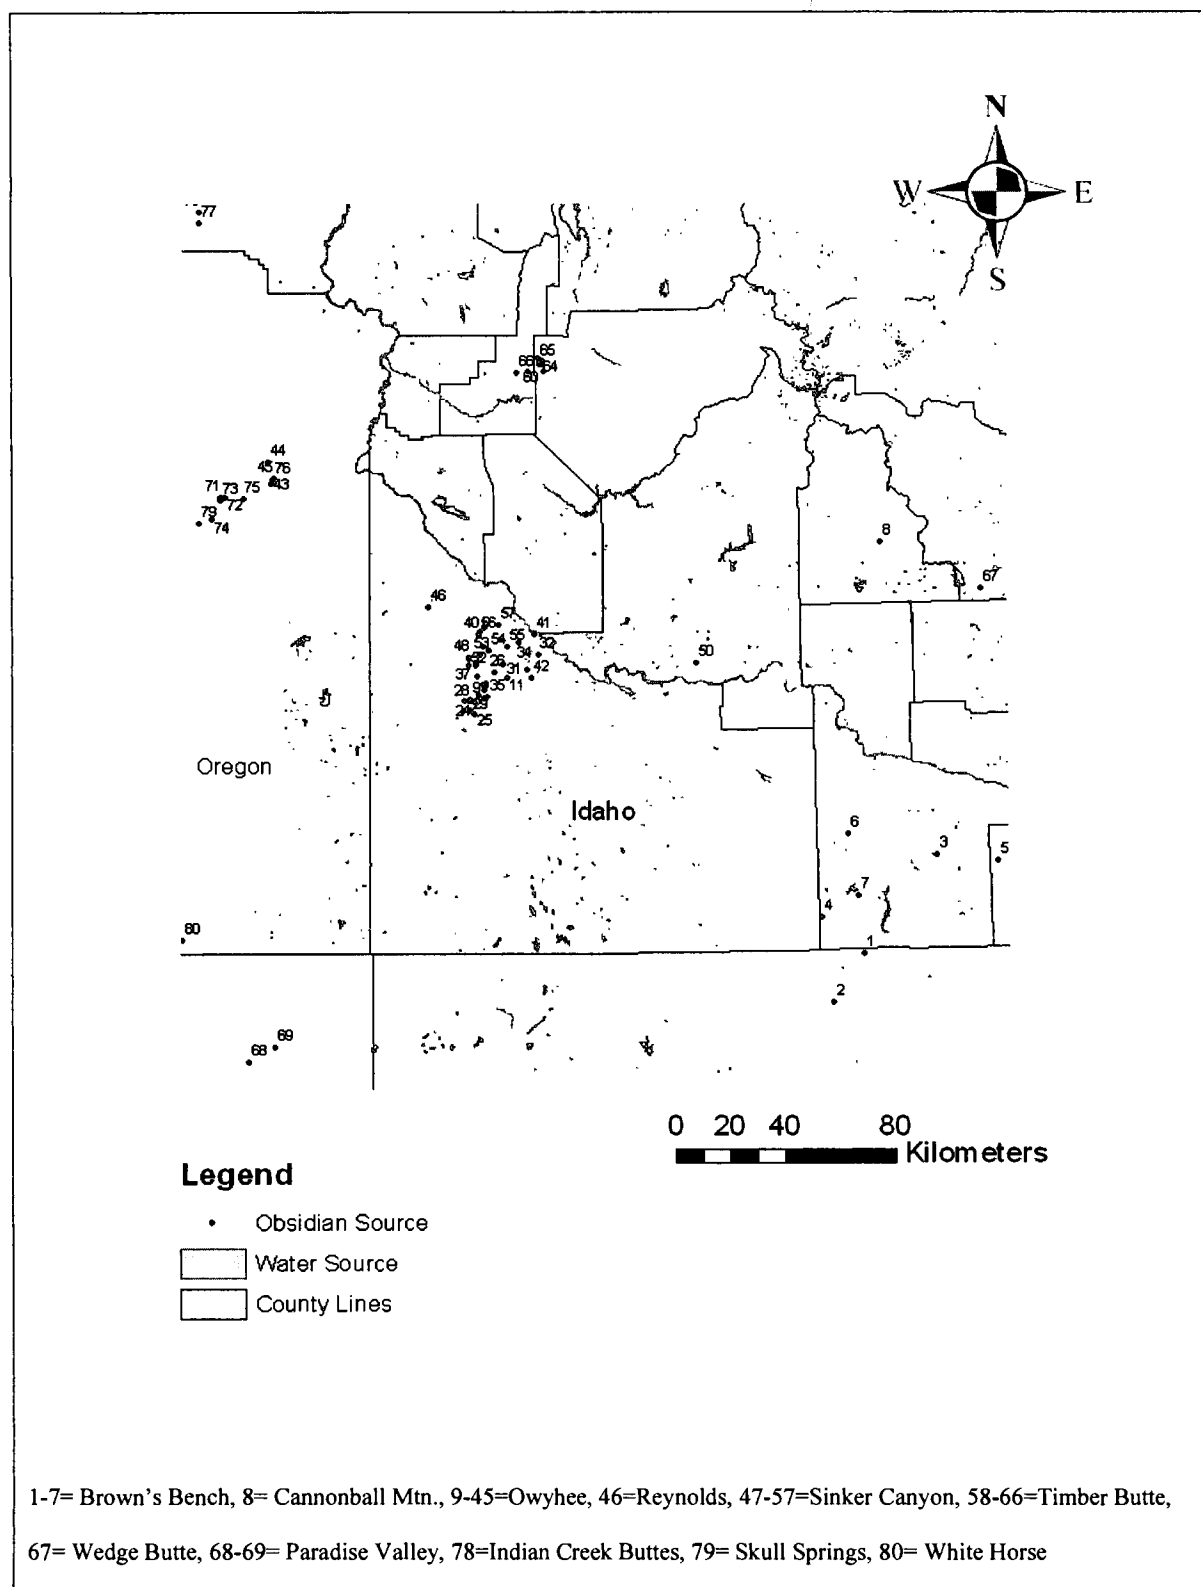 N
W E
S
77
65
66
64
60
44
45 76
43
71 73 75
72
79
74
8
67
46
57
40 56 41
48 53 54 55 32
34
26
37 31 42
50
28 35 11
25
Oregon
Idaho
6
3
5
7
4
80
1
2
69
68
0 20 40 80
Kilometers
Legend
Obsidian Source
Water Source
County Lines
1-7= Brown's Bench, 8= Cannonball Mtn., 9-45=Owyhee, 46=Reynolds, 47-57=Sinker Canyon, 58-66=Timber Butte,
67= Wedge Butte, 68-69= Paradise Valley, 78=Indian Creek Buttes, 79= Skull Springs, 80= White Horse